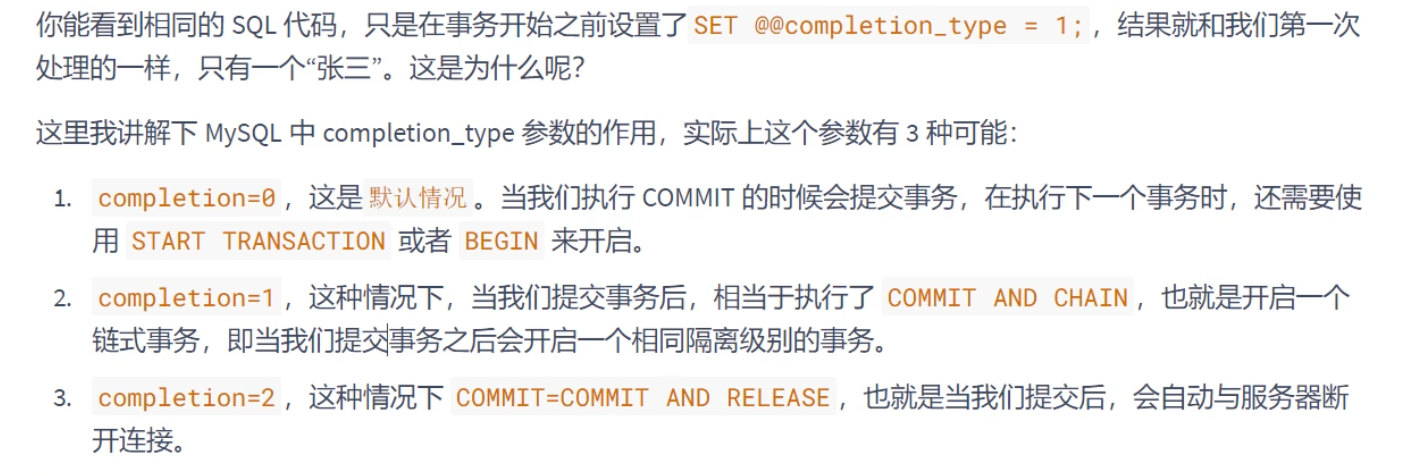 你能看到相同的 SQL 代码，只是在事务开始之前设置了 SET @@completion_type = 1; ，结果就和我们第一次
处理的一样，只有一个“张三”。这是为什么呢？
这里我讲解下 MySQL 中 completion_type 参数的作用，实际上这个参数有 3 种可能：
1. completion=0 ，这是 默认情况 。当我们执行 COMMIT 的时候会提交事务，在执行下一个事务时，还需要使
用 START TRANSACTION 或者 BEGIN 来开启。
2. completion=1 ，这种情况下，当我们提交事务后，相当于执行了 COMMIT AND CHAIN ，也就是开启一个
链式事务，即当我们提交事务之后会开启一个相同隔离级别的事务。
3. completion=2 ，这种情况下 COMMIT=COMMIT AND RELEASE ，也就是当我们提交后，会自动与服务器断
开连接。